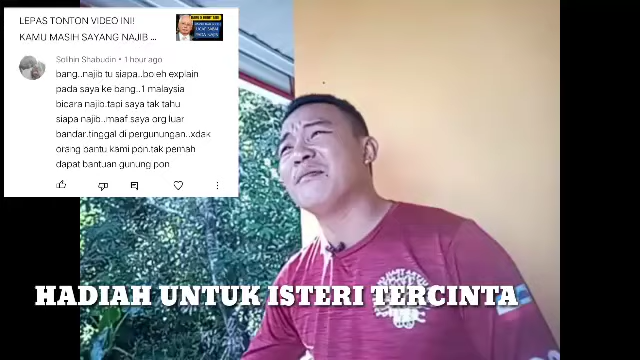 LEPAS TONTON VIDEO INI!
KAMU MASIH SAYANG NAJIB ...
Solihin Shabudin • 1 hour ago
bang..najib tu siapa..bo eh explain
pada saya ke bang..1 malaysia
bicara najib.tapi saya tak tahu
siapa najib..maaf saya org luar
bandar.tinggal di pergunungan..xdak
orang bantu kami pon.tak pernah
dapat bantuan gunung pon
HADIAH UNTUK ISTERI TERCINTA